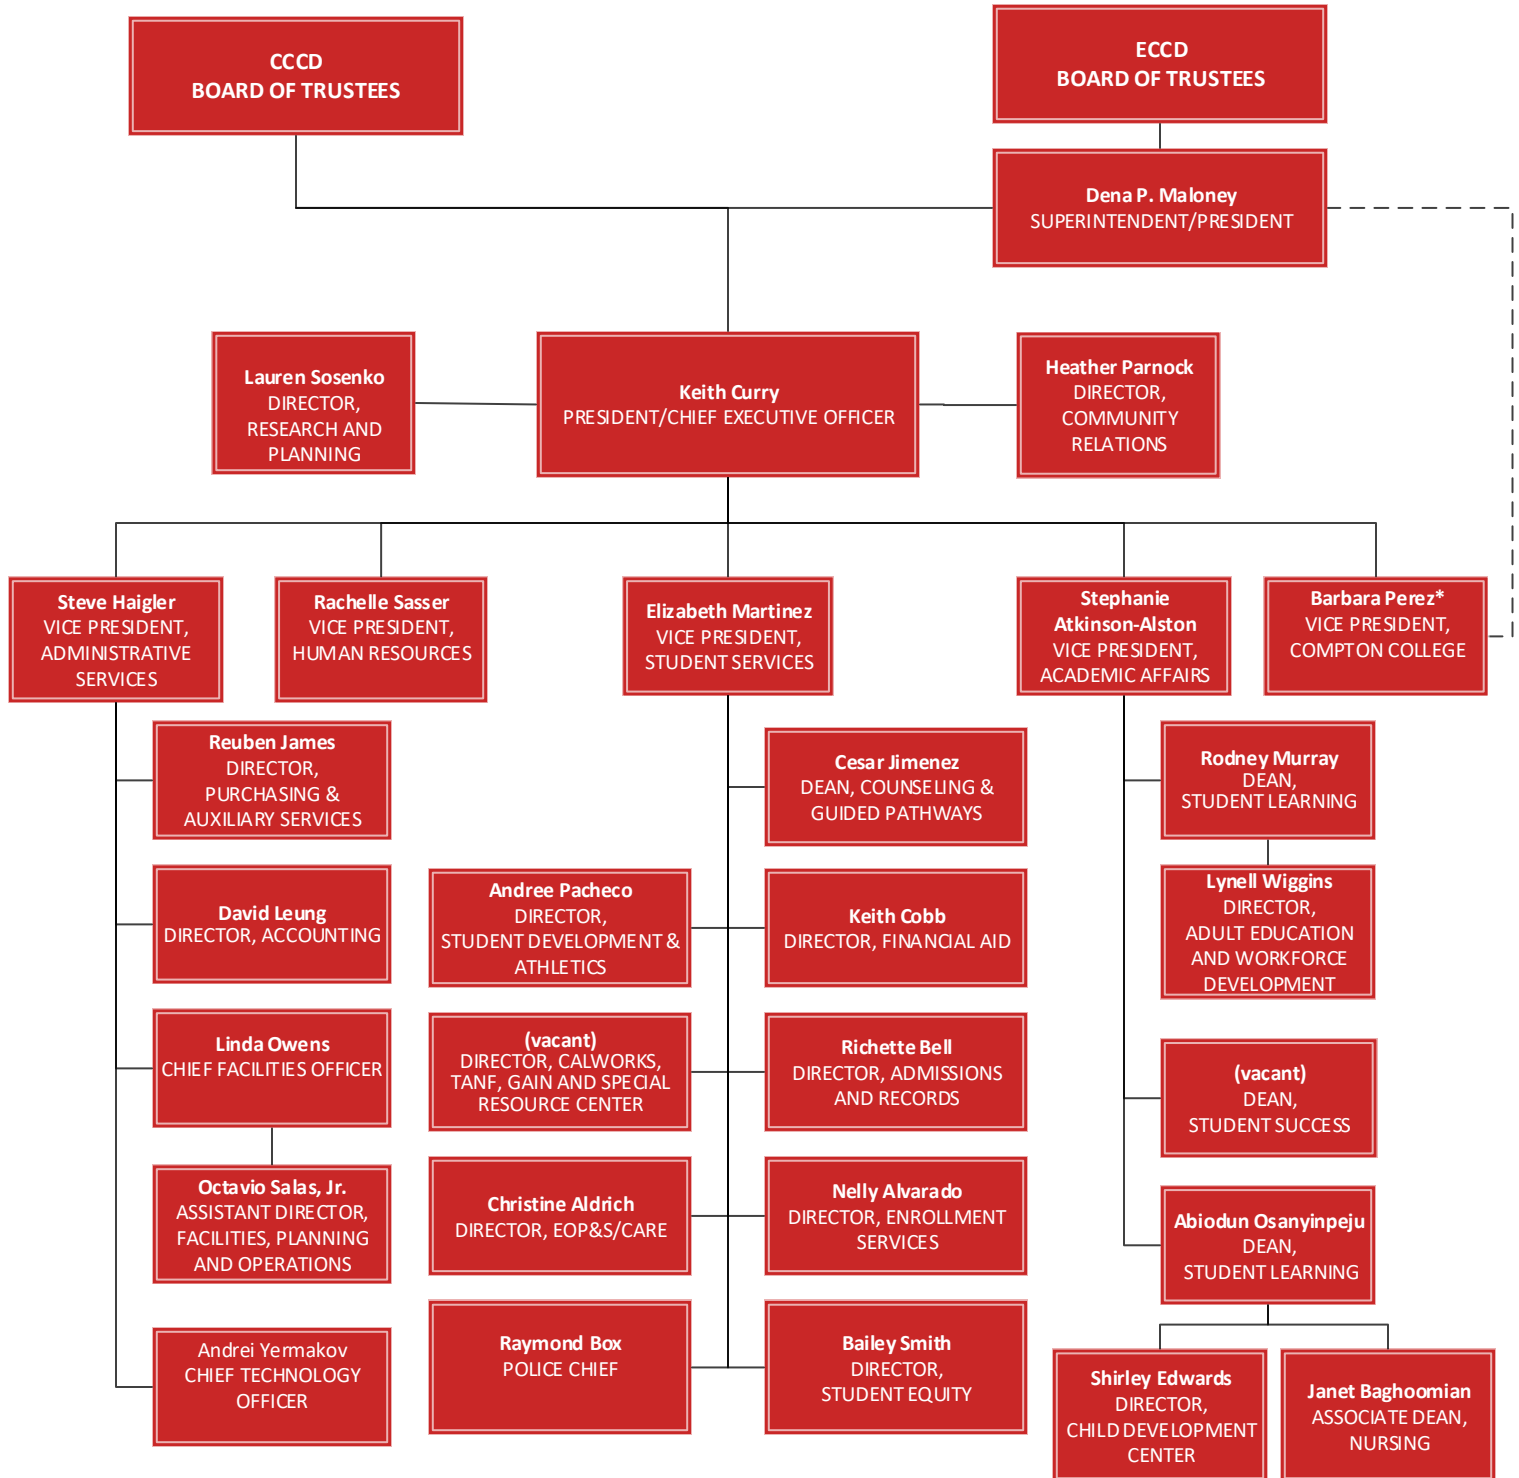 CCCD
BOARD OF TRUSTEES
ECCD
BOARD OF TRUSTEES
Dena P. Maloney
SUPERINTENDENT/PRESIDENT
Lauren Sosenko
DIRECTOR,
RESEARCH AND
PLANNING
Keith Curry
PRESIDENT/CHIEF EXECUTIVE OFFICER
Heather Parnock
DIRECTOR,
COMMUNITY
RELATIONS
Steve Haigler
VICE PRESIDENT,
ADMINISTRATIVE
SERVICES
Rachelle Sasser
VICE PRESIDENT,
HUMAN RESOURCES
Elizabeth Martinez
VICE PRESIDENT,
STUDENT SERVICES
Stephanie
Atkinson-Alston
VICE PRESIDENT,
ACADEMIC AFFAIRS
Barbara Perez*
VICE PRESIDENT,
COMPTON COLLEGE
Reuben James
DIRECTOR,
PURCHASING &
AUXILIARY SERVICES
David Leung
DIRECTOR, ACCOUNTING
Linda Owens
CHIEF FACILITIES OFFICER
Octavio Salas, Jr.
ASSISTANT DIRECTOR,
FACILITIES, PLANNING
AND OPERATIONS
Andrei Yermakov
CHIEF TECHNOLOGY
OFFICER
Cesar Jimenez
DEAN, COUNSELING &
GUIDED PATHWAYS
Andree Pacheco
DIRECTOR,
STUDENT DEVELOPMENT &
ATHLETICS
Keith Cobb
DIRECTOR, FINANCIAL AID
(vacant)
DIRECTOR, CALWORKS,
TANF, GAIN AND SPECIAL
RESOURCE CENTER
Richette Bell
DIRECTOR, ADMISSIONS
AND RECORDS
Christine Aldrich
DIRECTOR, EOP&S/CARE
Nelly Alvarado
DIRECTOR, ENROLLMENT
SERVICES
Raymond Box
POLICE CHIEF
Bailey Smith
DIRECTOR,
STUDENT EQUITY
Rodney Murray
DEAN,
STUDENT LEARNING
Lynell Wiggins
DIRECTOR,
ADULT EDUCATION
AND WORKFORCE
DEVELOPMENT
(vacant)
DEAN,
STUDENT SUCCESS
Abiodun Osanyinpeju
DEAN,
STUDENT LEARNING
Shirley Edwards
DIRECTOR,
CHILD DEVELOPMENT
CENTER
Janet Baghoomian
ASSOCIATE DEAN,
NURSING